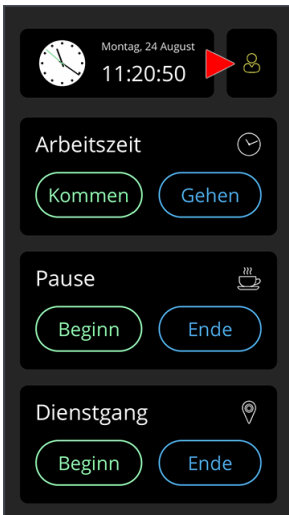 Montag, 24 August
11:20:50
Arbeitszeit
Kommen Gehen
Pause
Beginn Ende
Dienstgang
Beginn Ende